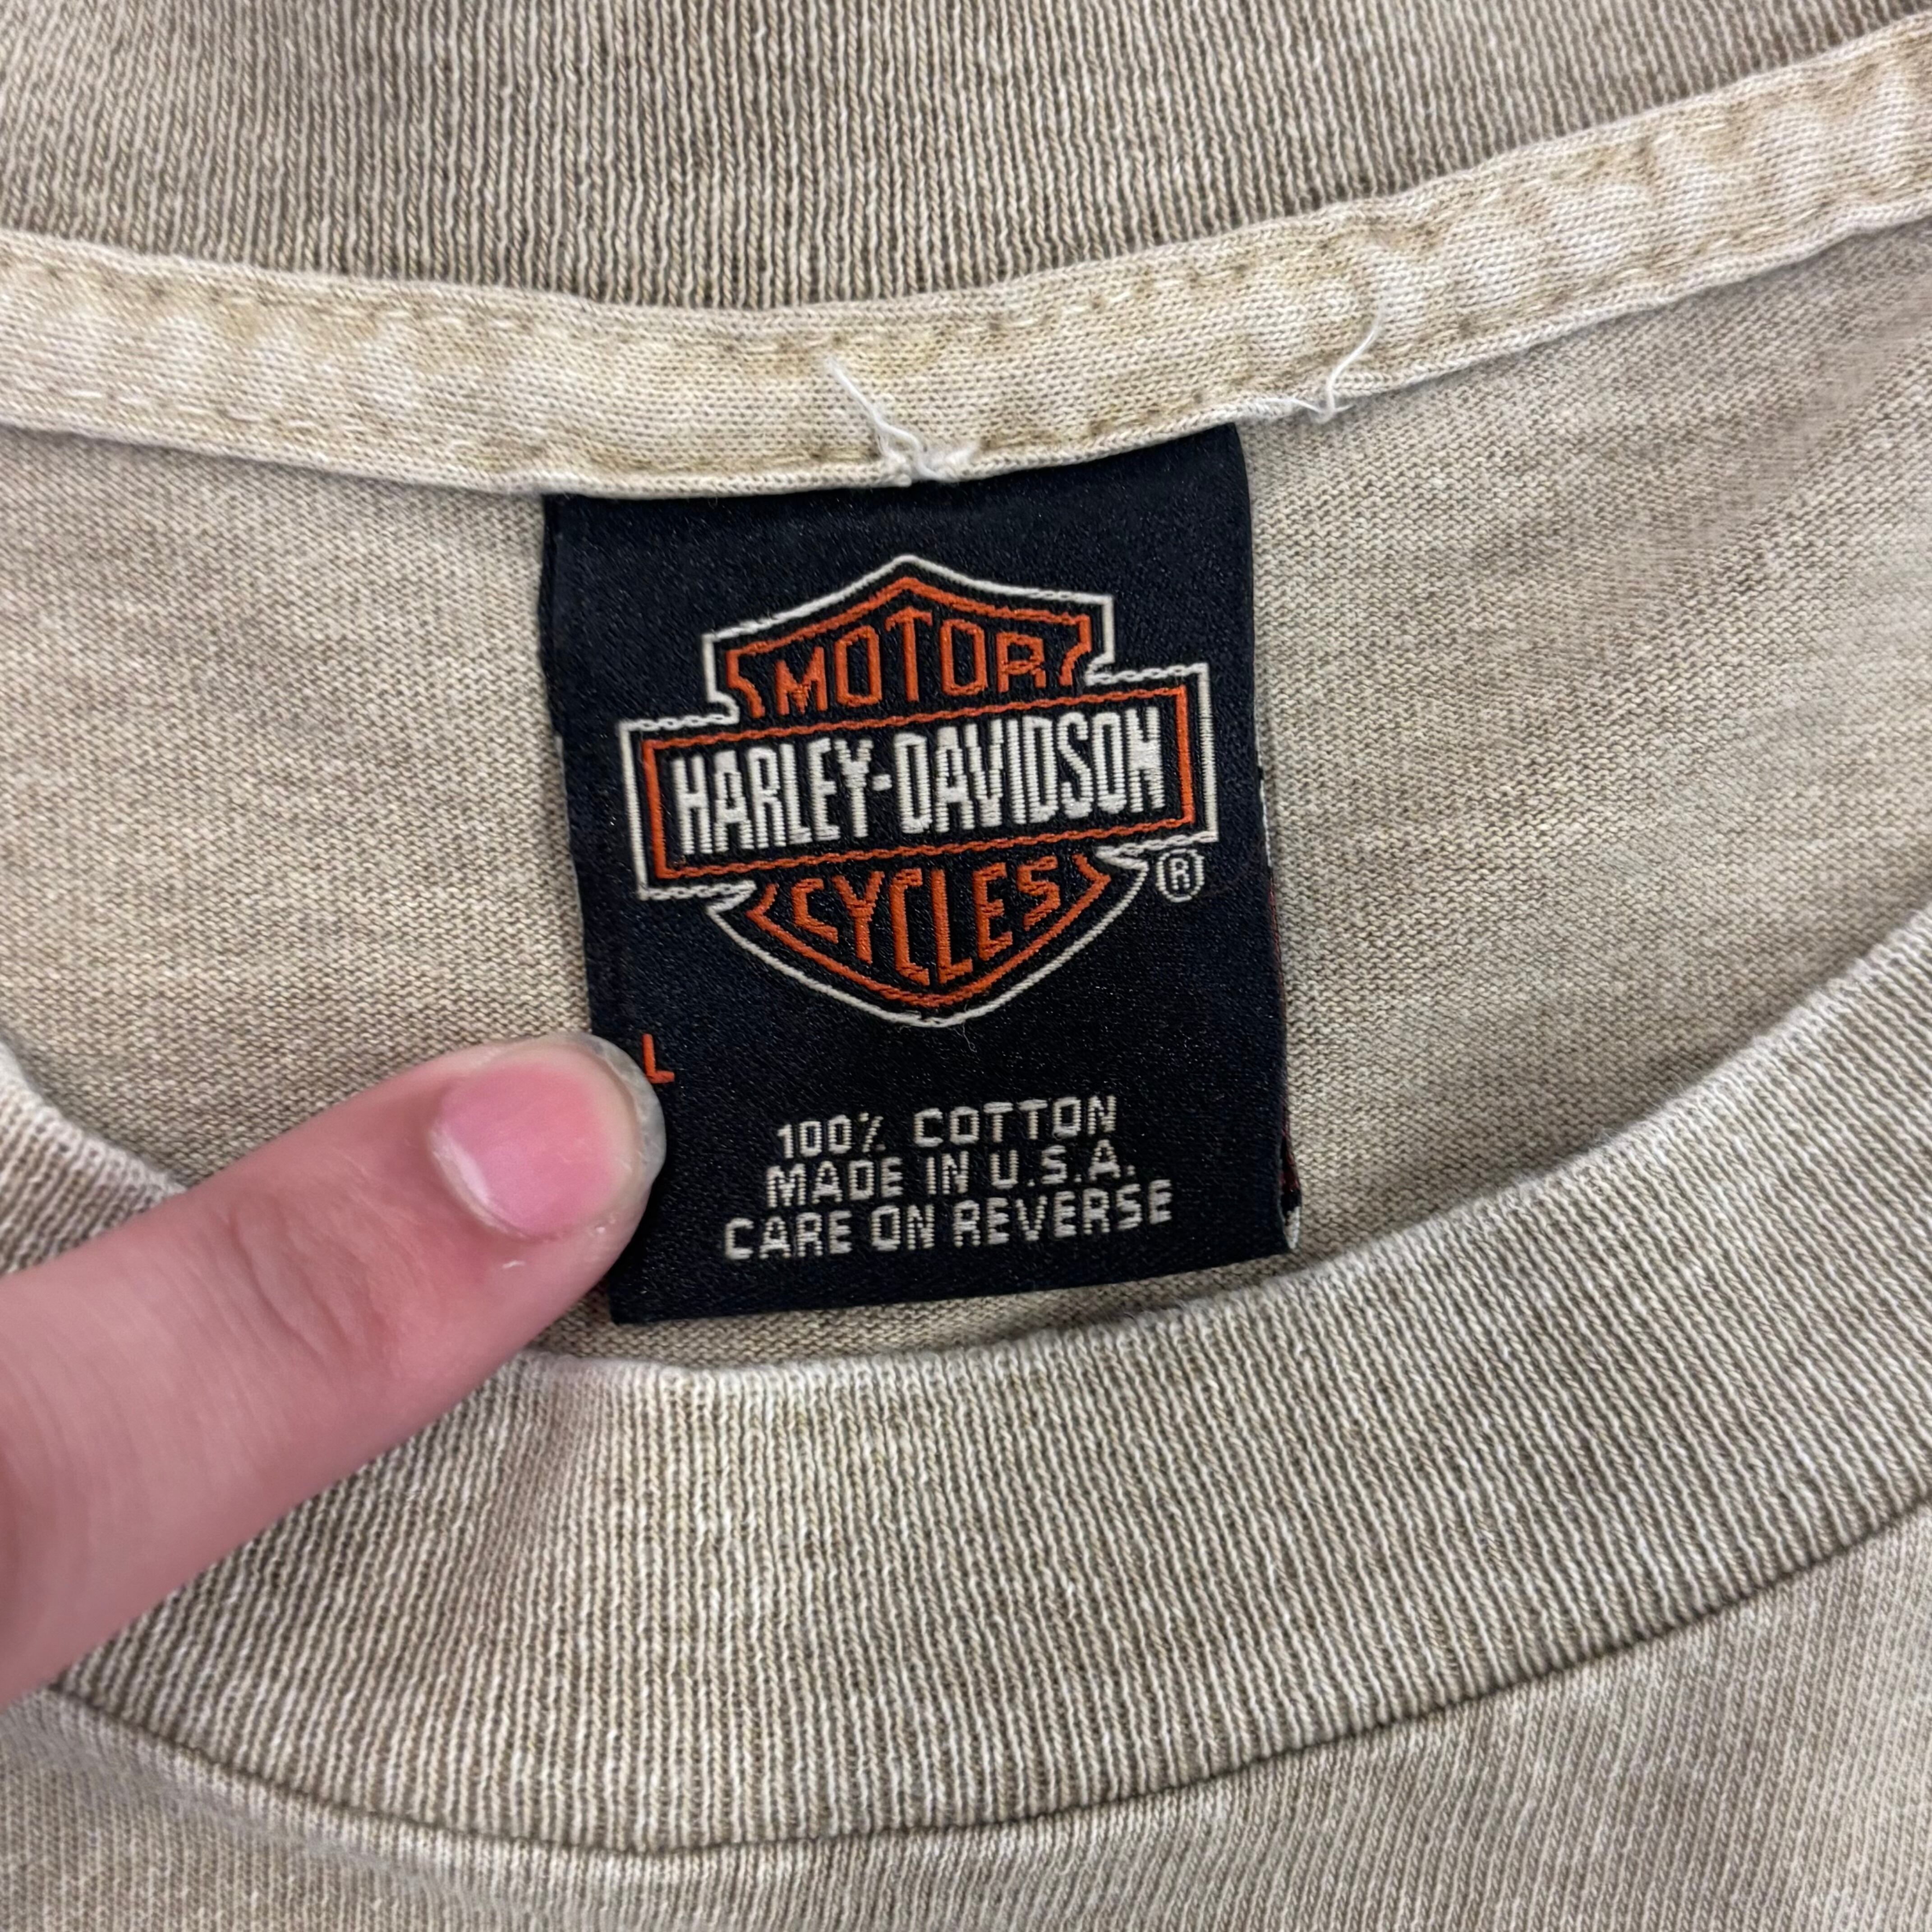 MOTOR
HARLEY-DAVIDSON
CYCLES
®
L
100% COTTON
MADE IN U.S.A.
CARE ON REVERSE